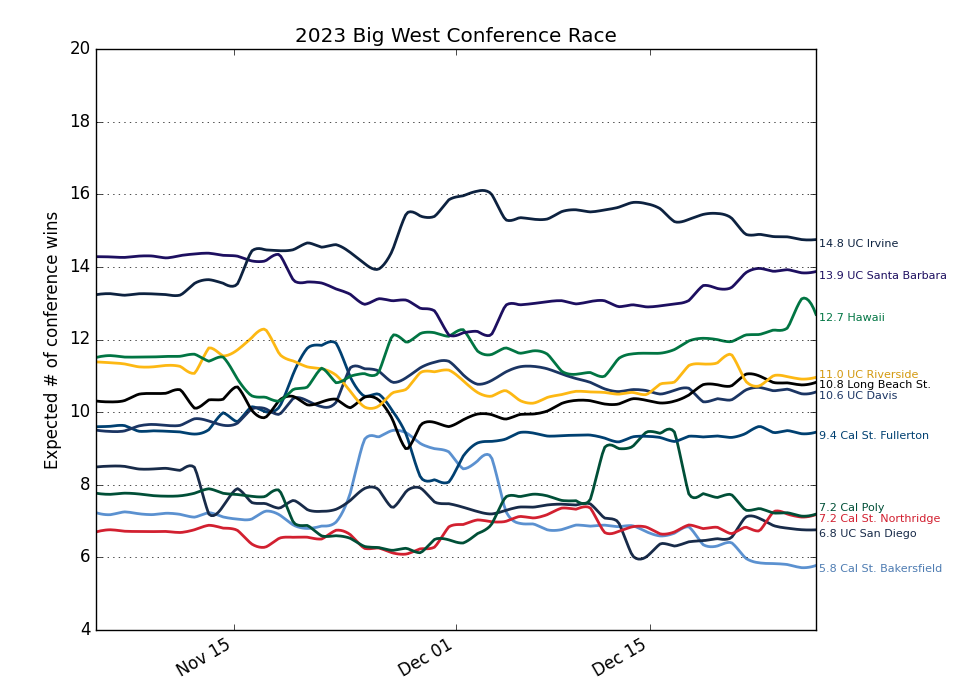 2023 Big West Conference Race
Expected # of conference wins
20
18
16
14
12
10
8
6
4
Nov 15
Dec 01
Dec 15
14.8 UC Irvine
13.9 UC Santa Barbara
12.7 Hawaii
11.0 UC Riverside
10.8 Long Beach St.
10.6 UC Davis
9.4 Cal St. Fullerton
7.2 Cal Poly
7.2 Cal St. Northridge
6.8 UC San Diego
5.8 Cal St. Bakersfield